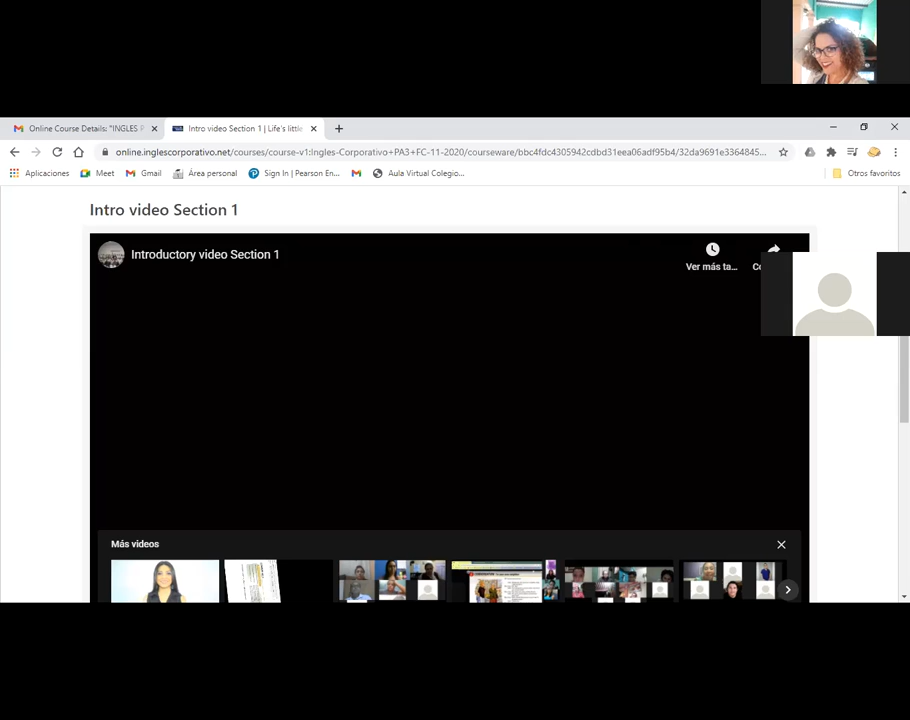 Online Course Details: "INGLES P
Intro video Section 1 | Life's little
online.inglescorporativo.net/courses/course-v1:Ingles-Corporativo+PA3+FC-11-2020/courseware/bbc4fdc4305942cdbd31eea06adf95b4/32da9691e3364845...
Aplicaciones Meet Gmail Área personal Sign In | Pearson En... Aula Virtual Colegio... Otros favoritos
Intro video Section 1
Introductory video Section 1
Ver más ta... Co
Más videos